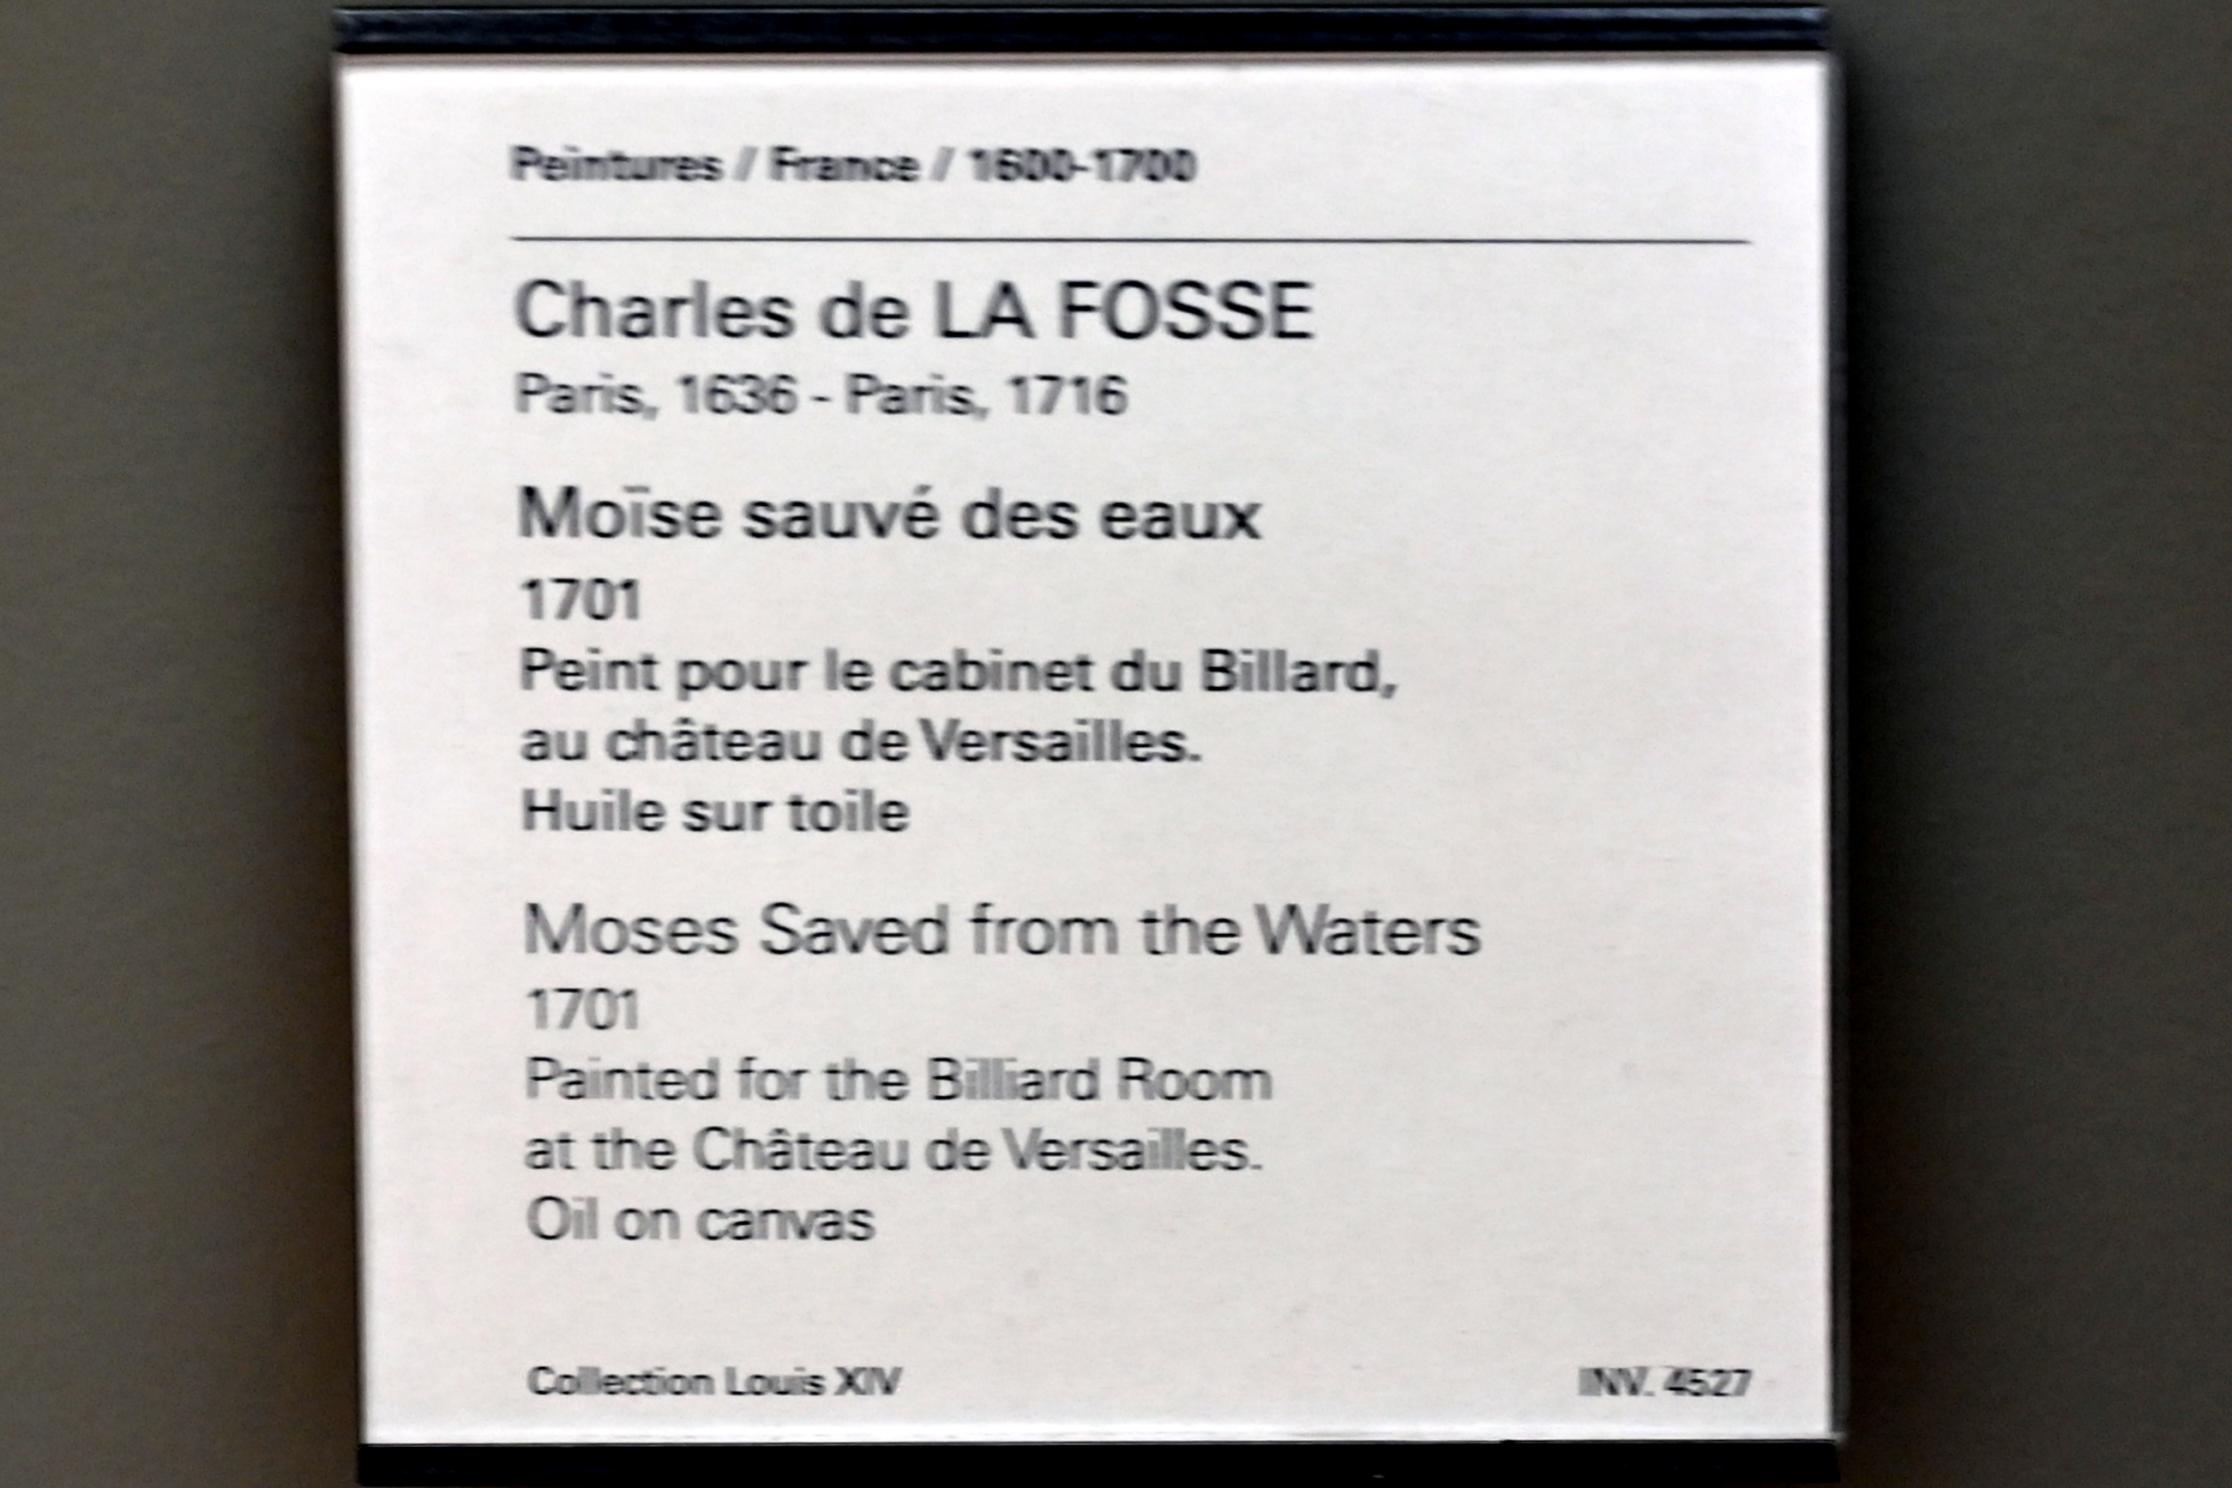 Peintures / France / 1600-1700
Charles de LA FOSSE
Paris, 1636 - Paris, 1716
Moïse sauvé des eaux
1701
Peint pour le cabinet du Billard,
au château de Versailles.
Huile sur toile
Moses Saved from the Waters
1701
Painted for the Billiard Room
at the Château de Versailles.
Oil on canvas
Collection Louis XIV
INV. 4527